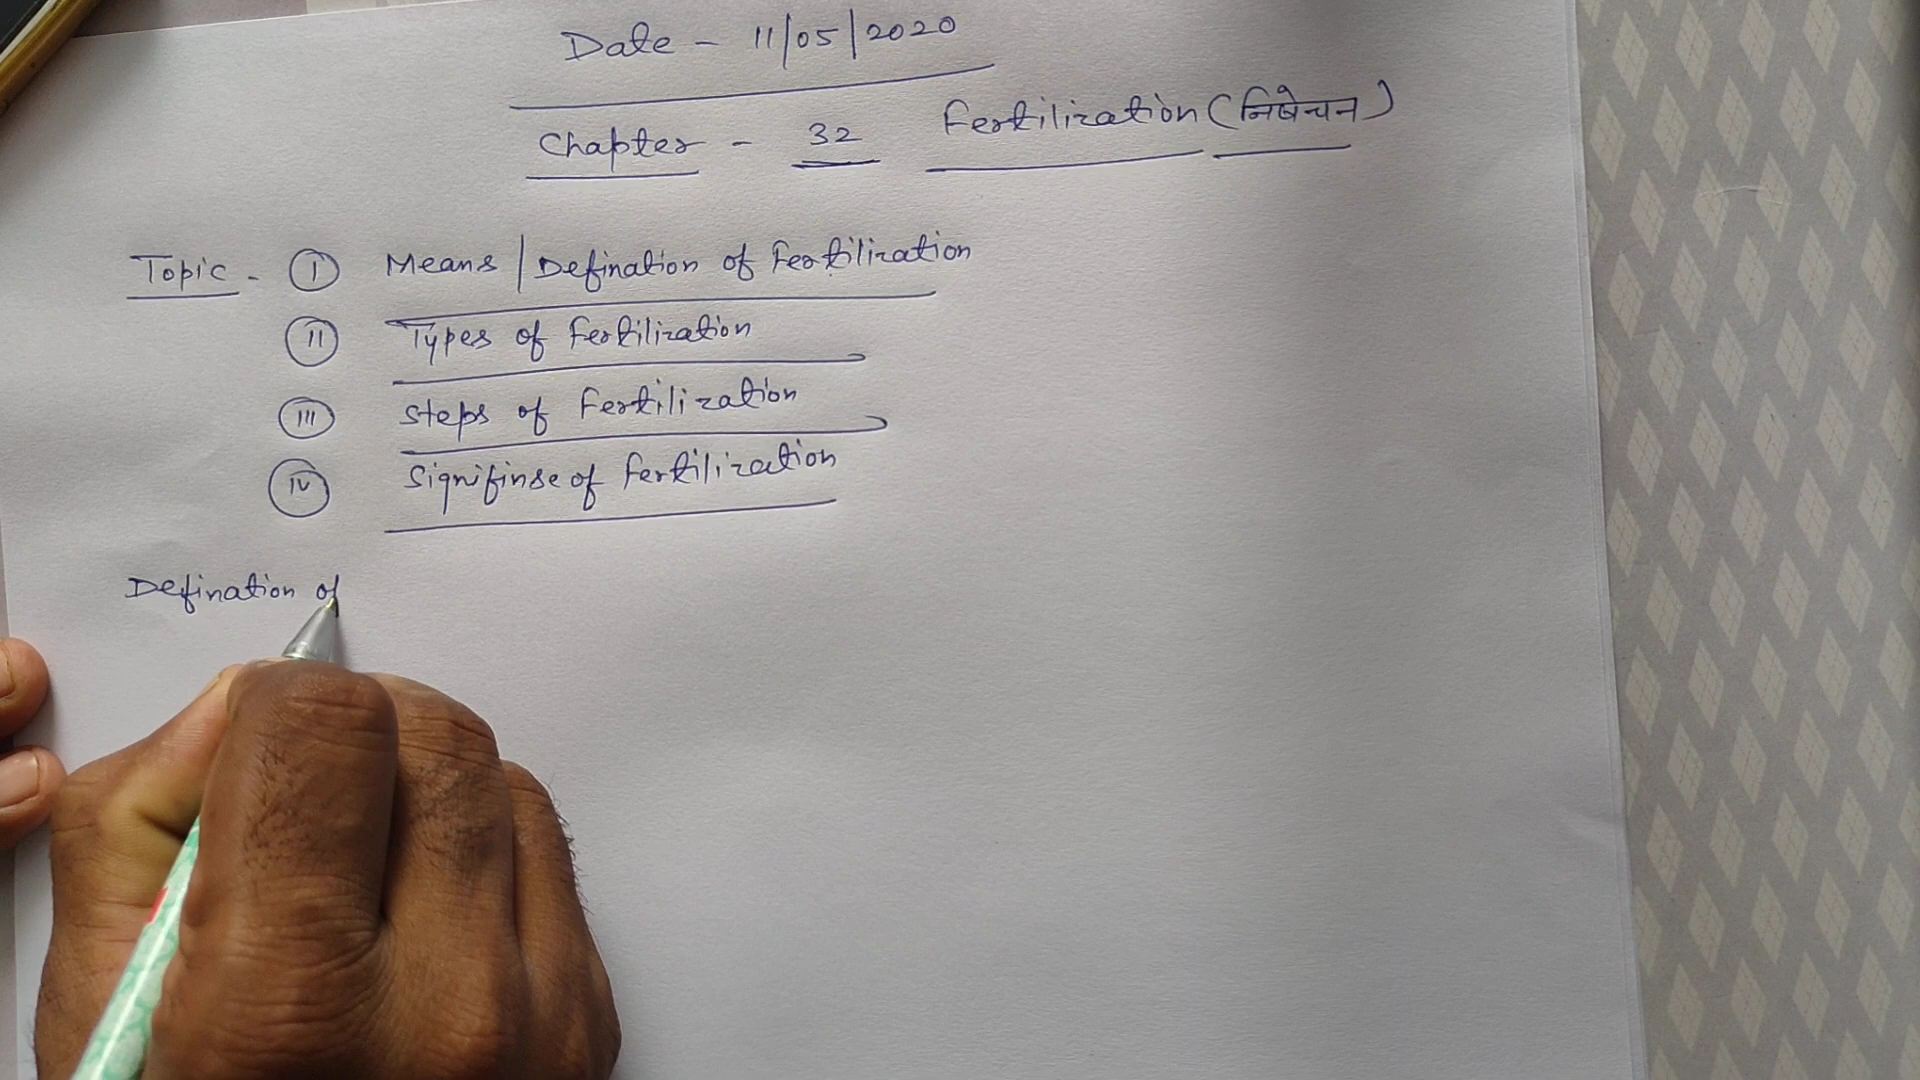 Date - 11/05/2020
Chapter - 32 Fertilization (निषेचन)
Topic - (I) Means / Defination of Fertilization
(II) Types of Fertilization
(III) Steps of Fertilization
(IV) Signifinse of Fertilization
Defination of